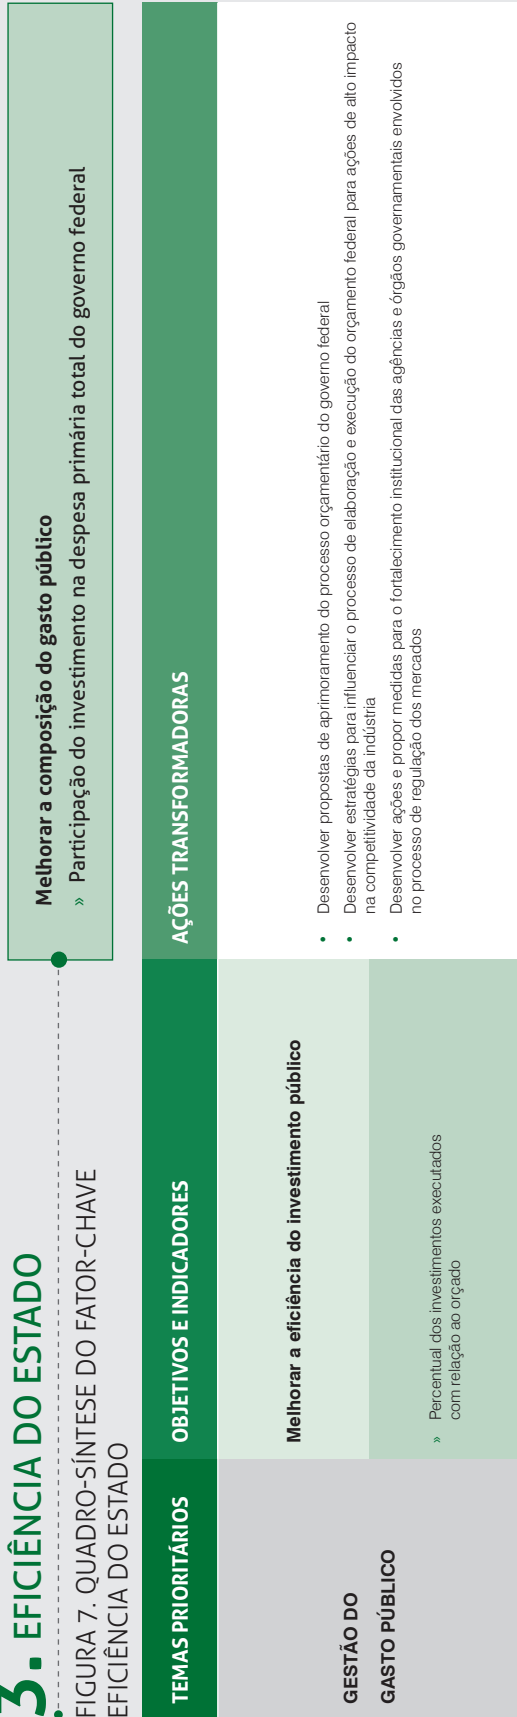 3. EFICIÊNCIA DO ESTADO
FIGURA 7. QUADRO-SÍNTESE DO FATOR-CHAVE
EFICIÊNCIA DO ESTADO
Melhorar a composição do gasto público
» Participação do investimento na despesa primária total do governo federal
TEMAS PRIORITÁRIOS
OBJETIVOS E INDICADORES
AÇÕES TRANSFORMADORAS
GESTÃO DO
GASTO PÚBLICO
Melhorar a eficiência do investimento público
» Percentual dos investimentos executados
com relação ao orçado
• Desenvolver propostas de aprimoramento do processo orçamentário do governo federal
• Desenvolver estratégias para influenciar o processo de elaboração e execução do orçamento federal para ações de alto impacto
na competitividade da indústria
• Desenvolver ações e propor medidas para o fortalecimento institucional das agências e órgãos governamentais envolvidos
no processo de regulação dos mercados